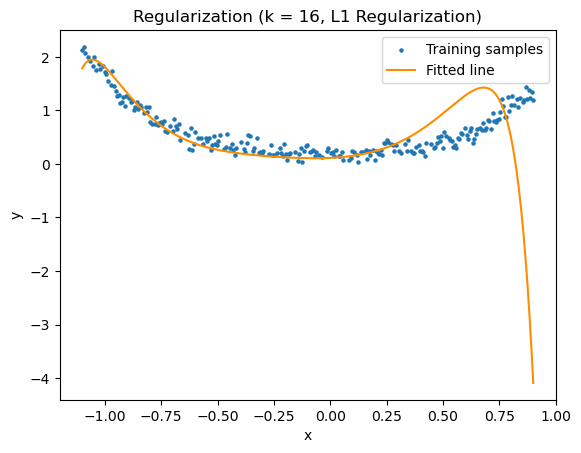 Regularization (k = 16, L1 Regularization)
Training samples
Fitted line
y
2
1
0
−1
−2
−3
−4
−1.00 −0.75 −0.50 −0.25 0.00 0.25 0.50 0.75 1.00
x